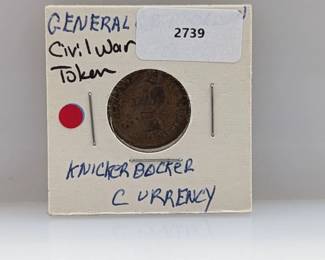 GENERAL
2739
Civil War
Token
KNICKERBOCKER
CURRENCY